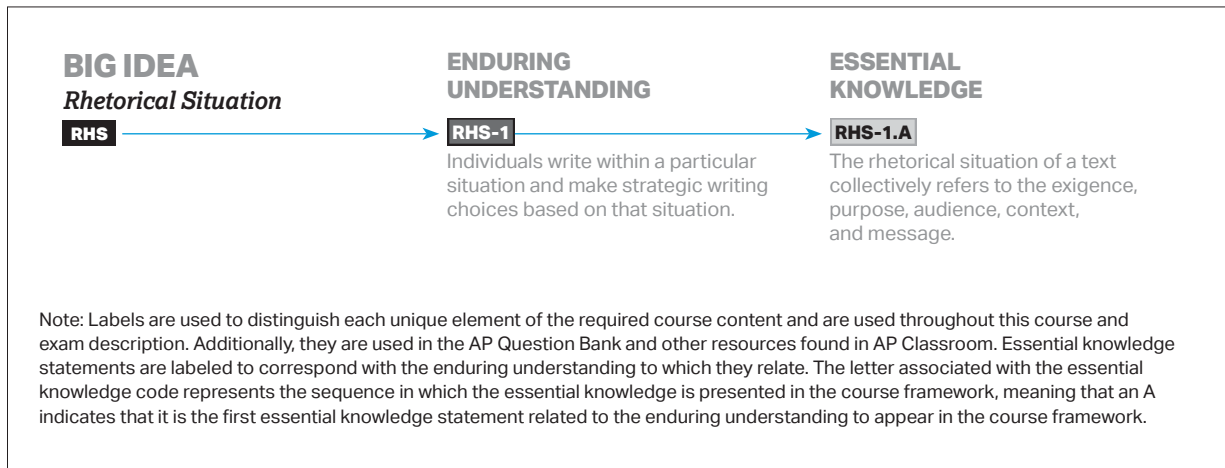 BIG IDEA
Rhetorical Situation
RHS
ENDURING
UNDERSTANDING
RHS-1
Individuals write within a particular
situation and make strategic writing
choices based on that situation.
ESSENTIAL
KNOWLEDGE
RHS-1.A
The rhetorical situation of a text
collectively refers to the exigence,
purpose, audience, context,
and message.
Note: Labels are used to distinguish each unique element of the required course content and are used throughout this course and
exam description. Additionally, they are used in the AP Question Bank and other resources found in AP Classroom. Essential knowledge
statements are labeled to correspond with the enduring understanding to which they relate. The letter associated with the essential
knowledge code represents the sequence in which the essential knowledge is presented in the course framework, meaning that an A
indicates that it is the first essential knowledge statement related to the enduring understanding to appear in the course framework.